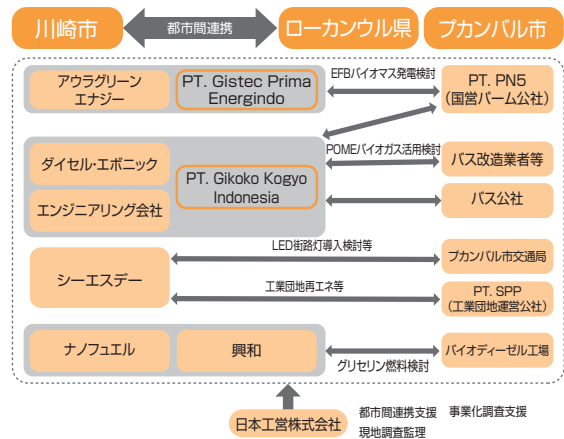 川崎市
都市間連携
ローカンウル県
プカンバル市
アウラグリーン
エナジー
PT. Gistec Prima
Energindo
EFBバイオマス発電検討
PT. PN5
(国営パーム公社)
ダイセル・エボニック
エンジニアリング会社
PT. Gikoko Kogyo
Indonesia
POMEバイオガス活用検討
バス改造業者等
バス公社
シーエスデー
LED街路灯導入検討等
プカンバル市交通局
工業団地再エネ等
PT. SPP
(工業団地運営公社)
ナノフュエル
興和
グリセリン燃料検討
バイオディーゼル工場
日本工営株式会社
都市間連携支援 事業化調査支援
現地調査監理